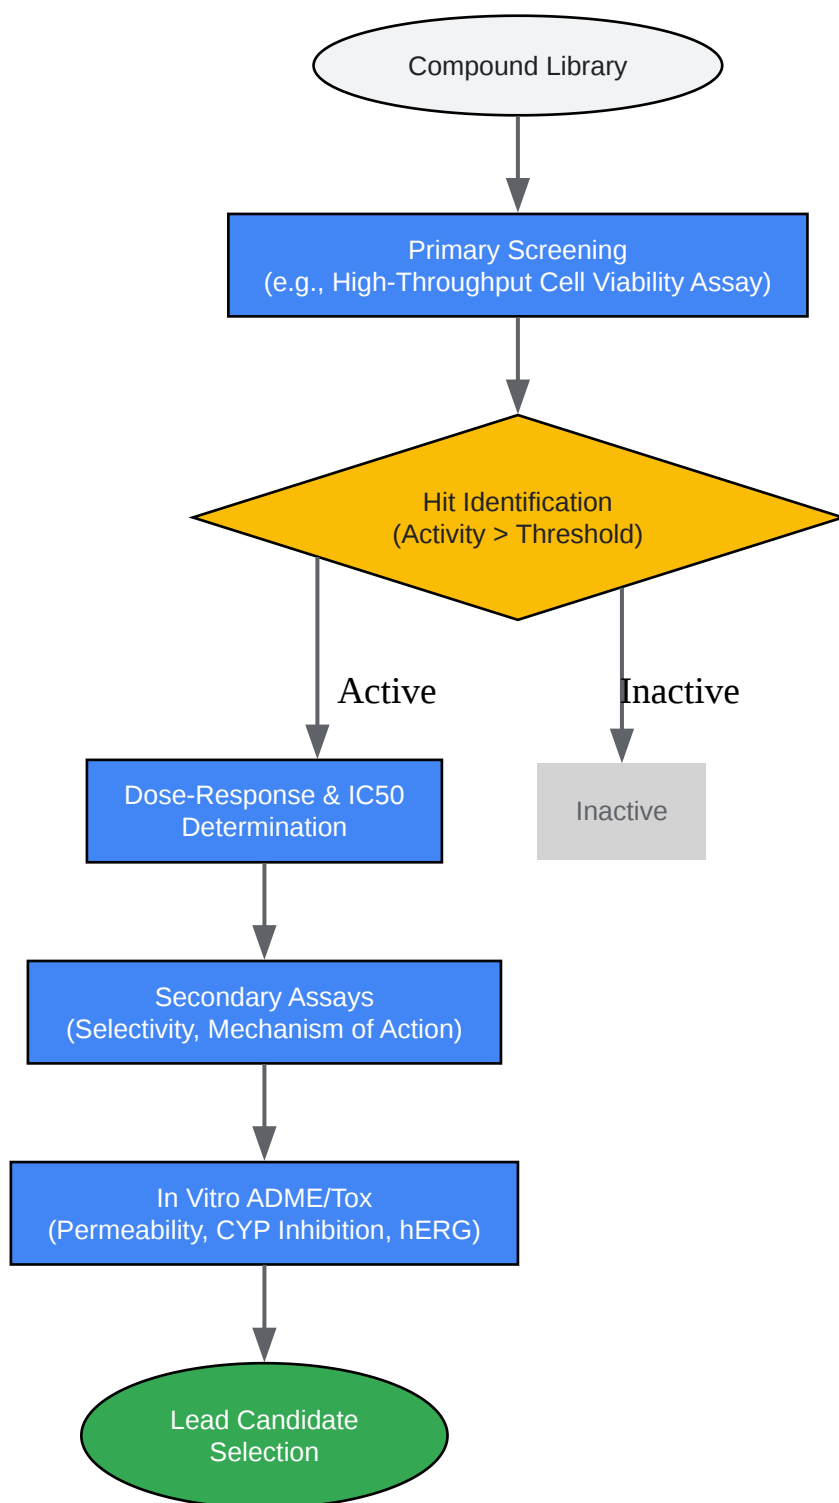 Compound Library
Primary Screening
(e.g., High-Throughput Cell Viability Assay)
Hit Identification
(Activity > Threshold)
Active
Inactive
Dose-Response & IC50
Determination
Inactive
Secondary Assays
(Selectivity, Mechanism of Action)
In Vitro ADME/Tox
(Permeability, CYP Inhibition, hERG)
Lead Candidate
Selection